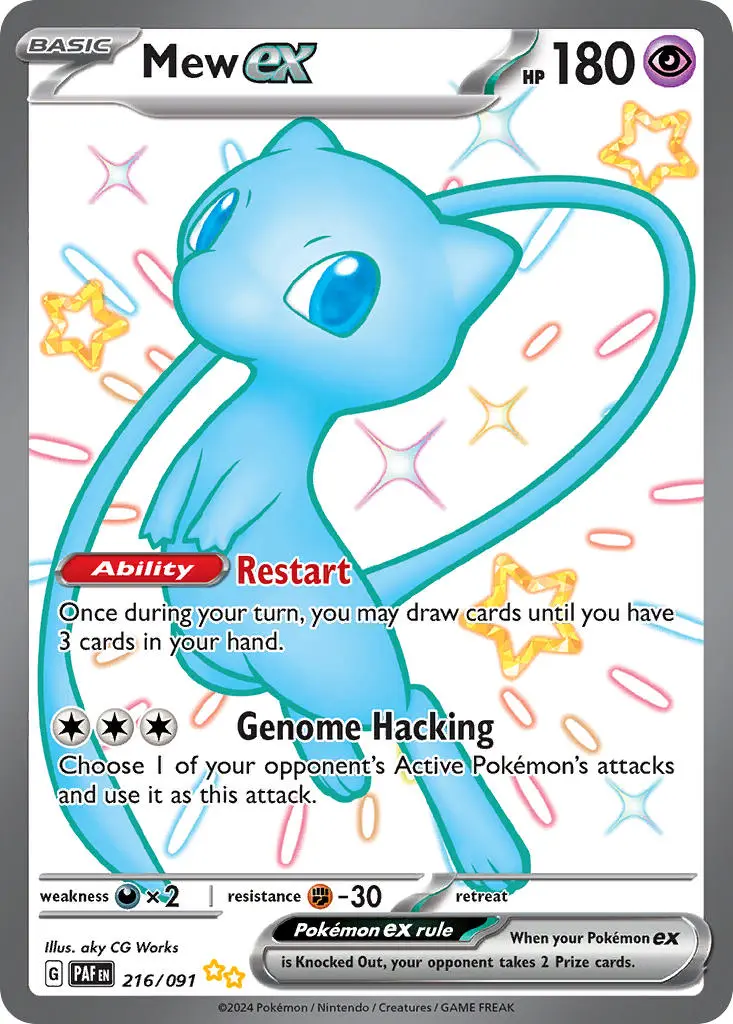 BASIC
Mew ex
HP 180
Ability Restart
Once during your turn, you may draw cards until you have
3 cards in your hand.
Genome Hacking
Choose 1 of your opponent's Active Pokémon's attacks
and use it as this attack.
weakness ×2 resistance -30 retreat
Pokémon ex rule
When your Pokémon ex
is Knocked Out, your opponent takes 2 Prize cards.
Illus. aky CG Works
G PAF EN 216/091
©2024 Pokémon / Nintendo / Creatures / GAME FREAK